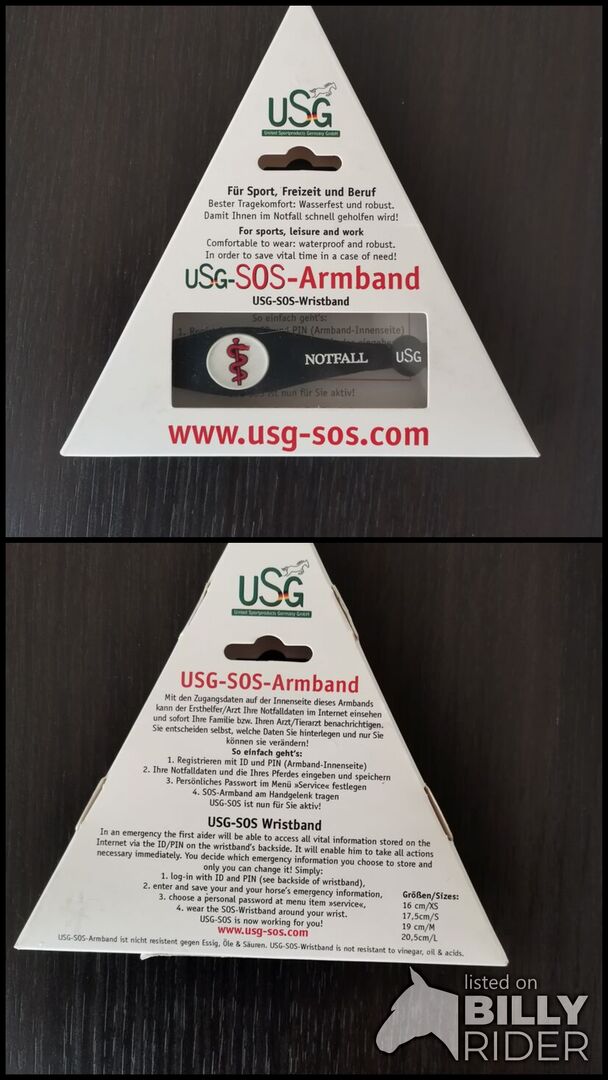 USG
United Sportproducts Germany GmbH
Für Sport, Freizeit und Beruf
Bester Tragekomfort: Wasserfest und robust.
Damit Ihnen im Notfall schnell geholfen wird!
For sports, leisure and work
Comfortable to wear: waterproof and robust.
In order to save vital time in a case of need!
USG-SOS-Armband
USG-SOS-Wristband
So einfach geht's:
PIN (Armband-Innenseite)
NOTFALL
USG
ist nun für Sie aktiv!
www.usg-sos.com
USG
United Sportproducts Germany GmbH
USG-SOS-Armband
Mit den Zugangsdaten auf der Innenseite dieses Armbands
kann der Ersthelfer/Arzt Ihre Notfalldaten im Internet einsehen
und sofort Ihre Familie bzw. Ihren Arzt/Tierarzt benachrichtigen.
Sie entscheiden selbst, welche Daten Sie hinterlegen und nur Sie
können sie verändern!
So einfach geht's:
1. Registrieren mit ID und PIN (Armband-Innenseite)
2. Ihre Notfalldaten und die Ihres Pferdes eingeben und speichern
3. Persönliches Passwort im Menü »Service« festlegen
4. SOS-Armband am Handgelenk tragen
USG-SOS ist nun für Sie aktiv!
USG-SOS Wristband
In an emergency the first aider will be able to access all vital information stored on the
Internet via the ID/PIN on the wristband's backside. It will enable him to take all actions
necessary immediately. You decide which emergency information you choose to store and
only you can change it! Simply:
1. log-in with ID and PIN (see backside of wristband),
2. enter and save your and your horse's emergency information,
3. choose a personal password at menu item »service«,
4. wear the SOS-Wristband around your wrist.
USG-SOS is now working for you!
www.usg-sos.com
Größen/Sizes:
16 cm/XS
17,5cm/S
19 cm/M
20,5cm/L
USG-SOS-Armband ist nicht resistent gegen Essig, Öle & Säuren. USG-SOS-Wristband is not resistant to vinegar, oil & acids.
listed on
BILLY
RIDER